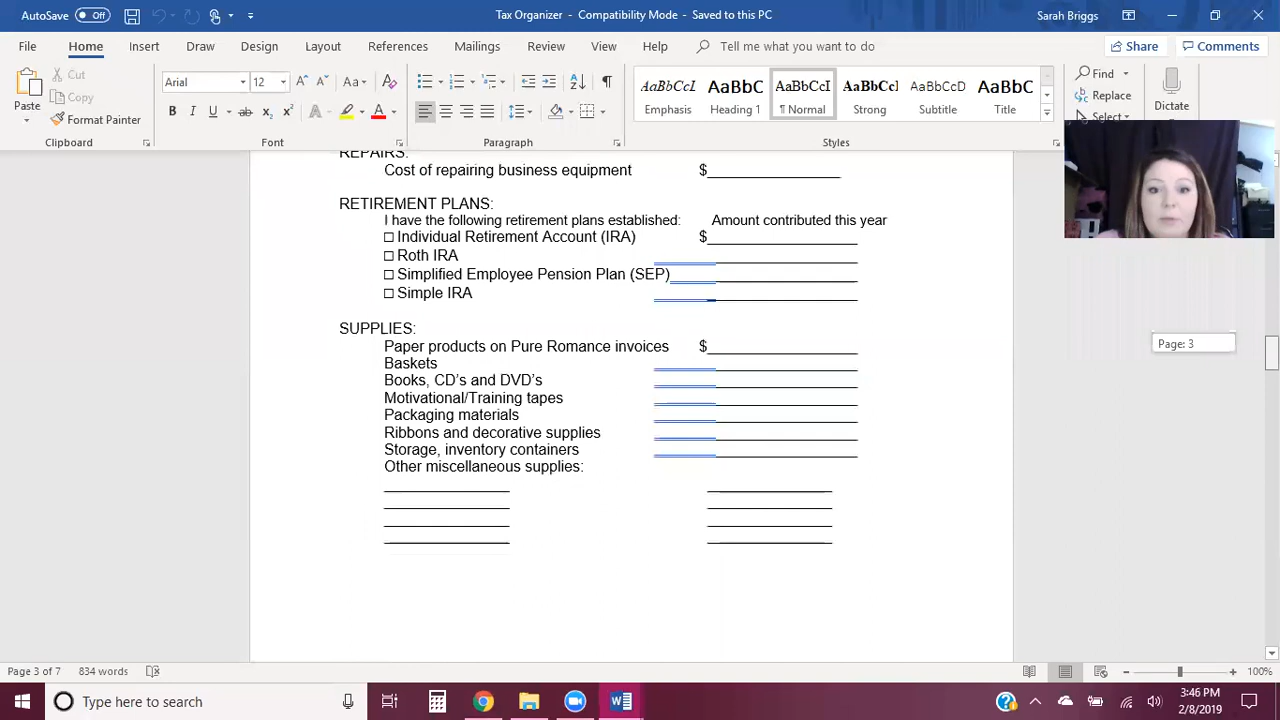 AutoSave Off
Tax Organizer - Compatibility Mode - Saved to this PC
Sarah Briggs
File Home Insert Draw Design Layout References Mailings Review View Help Tell me what you want to do Share Comments
Paste
Cut
Copy
Format Painter
Clipboard
Arial 12
Font
Paragraph
AaBbCcI Emphasis
AaBbC Heading 1
AaBbCcI ¶ Normal
AaBbCcI Strong
AaBbCcD Subtitle
AaBbC Title
Styles
Find
Replace
Select
Dictate
REPAIRS:
Cost of repairing business equipment $
RETIREMENT PLANS:
I have the following retirement plans established: Amount contributed this year
☐ Individual Retirement Account (IRA) $
☐ Roth IRA
☐ Simplified Employee Pension Plan (SEP)
☐ Simple IRA
SUPPLIES:
Paper products on Pure Romance invoices $
Baskets
Books, CD's and DVD's
Motivational/Training tapes
Packaging materials
Ribbons and decorative supplies
Storage, inventory containers
Other miscellaneous supplies:
Page: 3
Page 3 of 7 834 words
100%
Type here to search
3:46 PM
2/8/2019